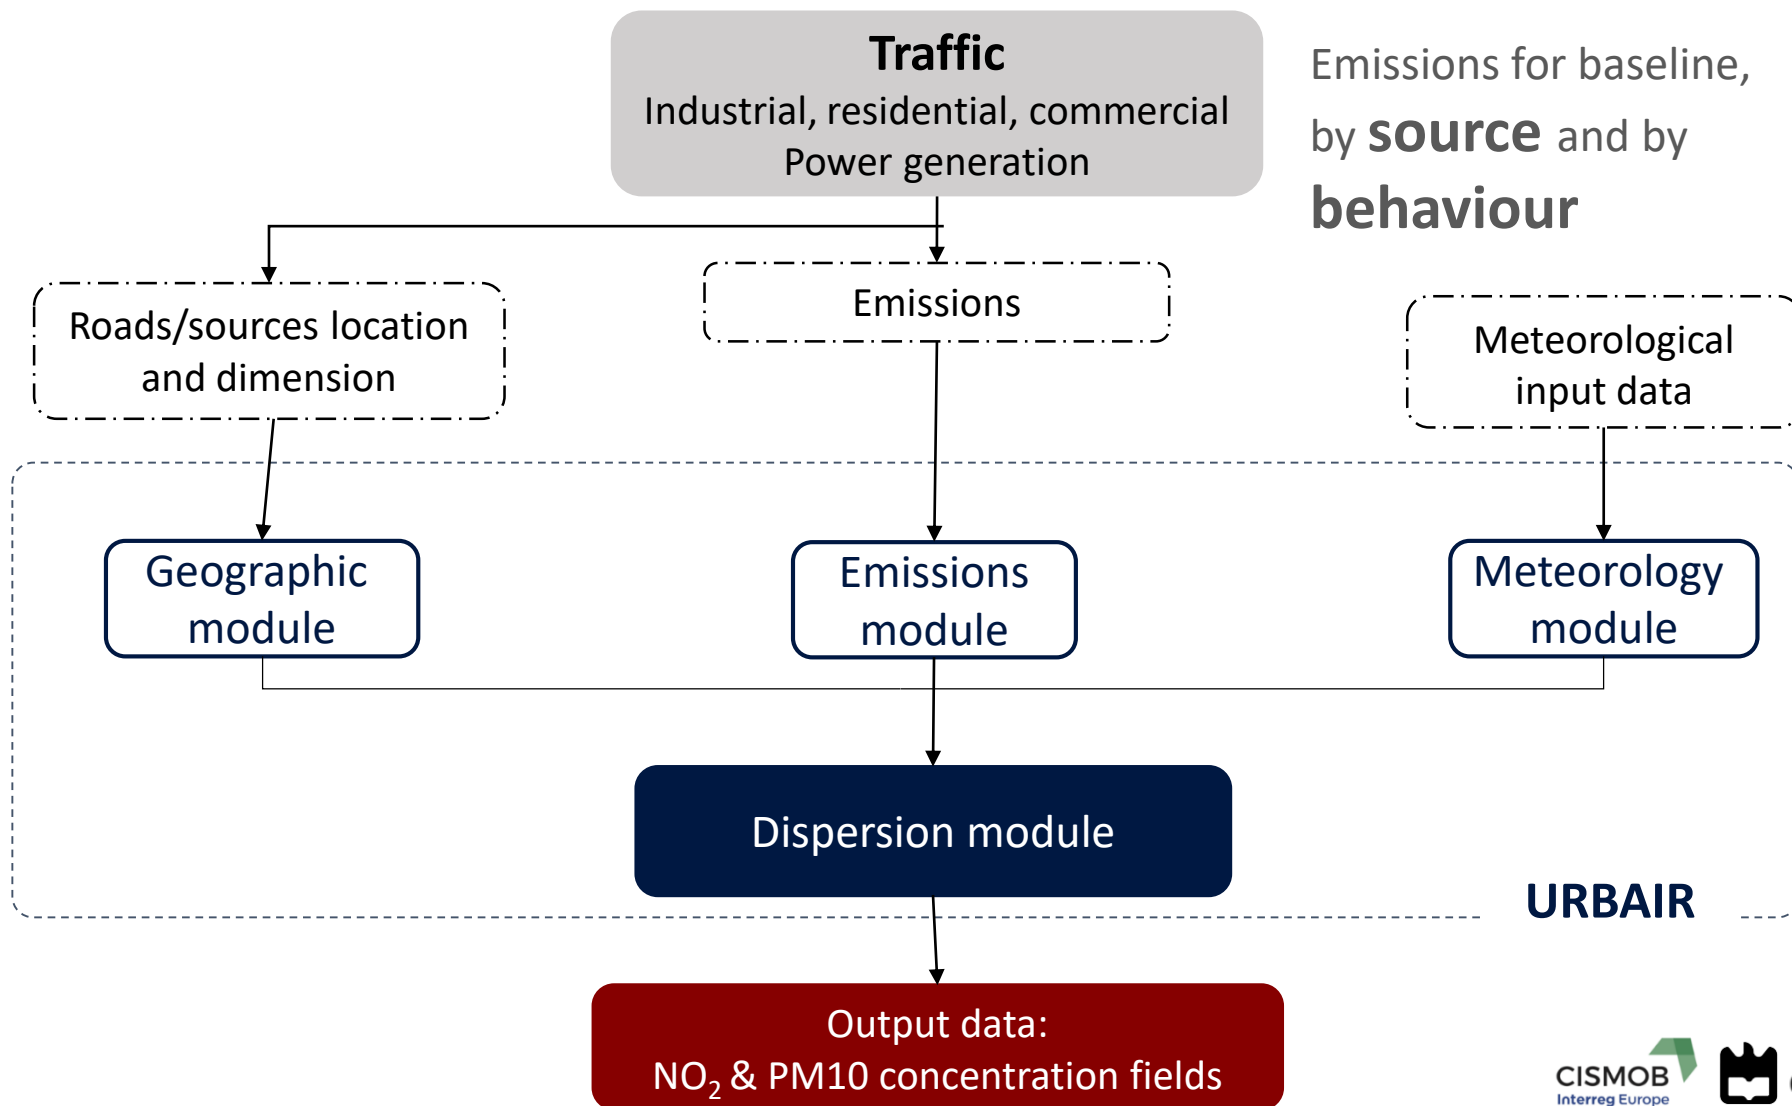 Traffic
Industrial, residential, commercial
Power generation
Emissions for baseline,
by source and by
behaviour
Roads/sources location
and dimension
Emissions
Meteorological
input data
Geographic
module
Emissions
module
Meteorology
module
Dispersion module
URBAIR
Output data:
NO₂ & PM10 concentration fields
CISMOB
Interreg Europe